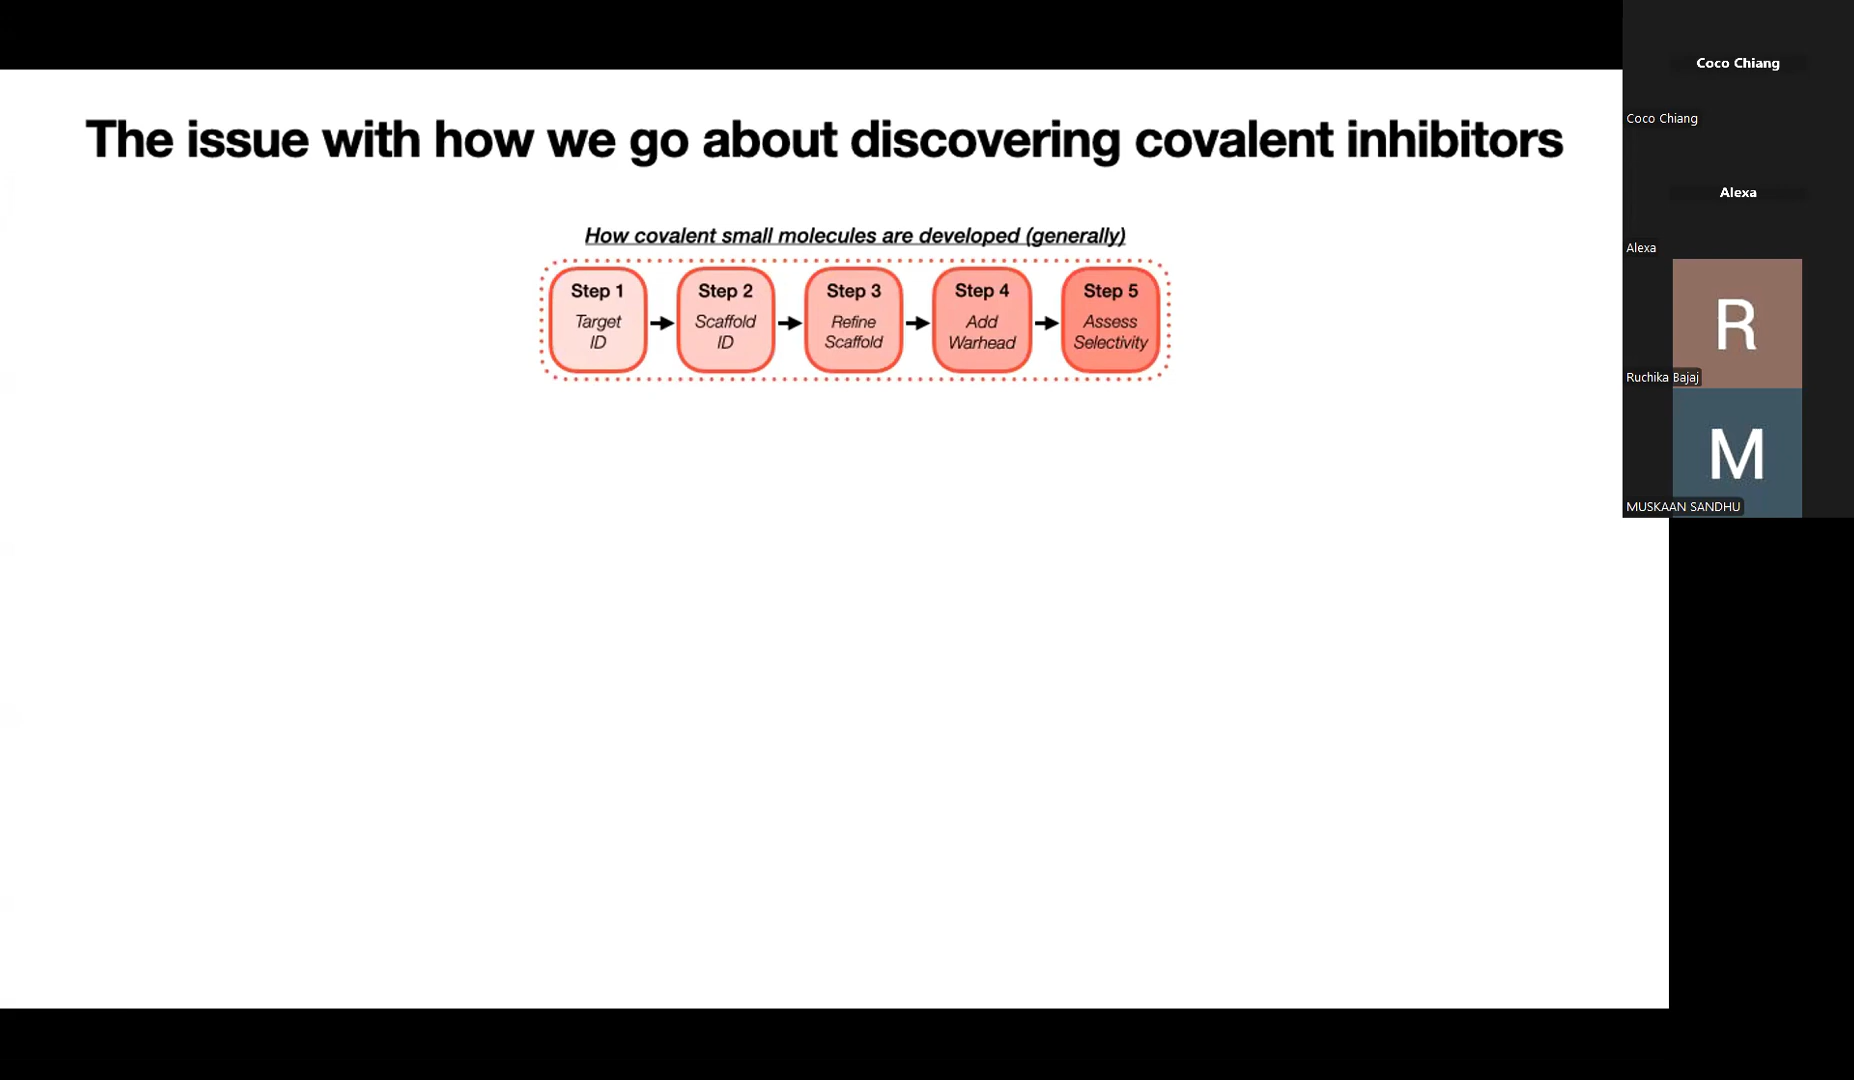 The issue with how we go about discovering covalent inhibitors
How covalent small molecules are developed (generally)
Step 1
Target
ID
Step 2
Scaffold
ID
Step 3
Refine
Scaffold
Step 4
Add
Warhead
Step 5
Assess
Selectivity
Coco Chiang
Coco Chiang
Alexa
Alexa
R
Ruchika Bajaj
M
MUSKAAN SANDHU